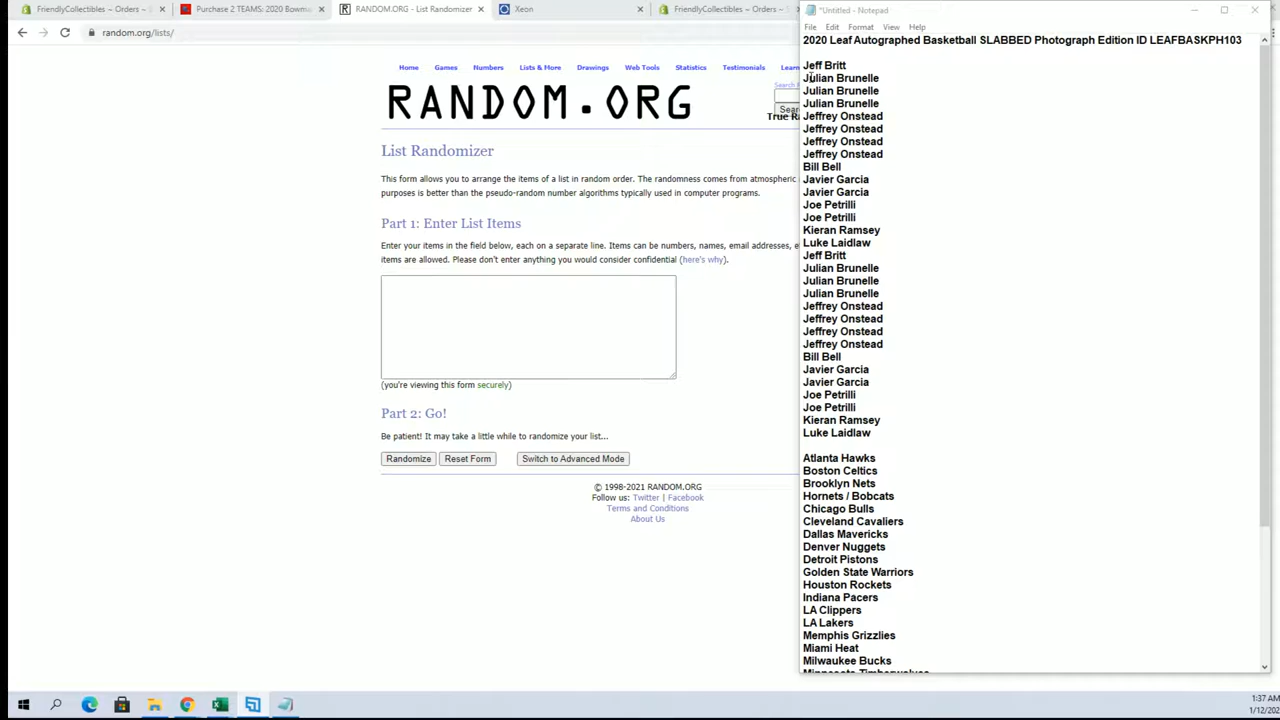 FriendlyCollectibles – Orders – S
Purchase 2 TEAMS: 2020 Bowma
RANDOM.ORG - List Randomizer
Xeon
FriendlyCollectibles – Orders – S
random.org/lists/
Home
Games
Numbers
Lists & More
Drawings
Web Tools
Statistics
Testimonials
Learn
RANDOM.ORG
Search
Sear
True Ra
List Randomizer
This form allows you to arrange the items of a list in random order. The randomness comes from atmospheric
purposes is better than the pseudo-random number algorithms typically used in computer programs.
Part 1: Enter List Items
Enter your items in the field below, each on a separate line. Items can be numbers, names, email addresses, e
items are allowed. Please don't enter anything you would consider confidential (here's why).
(you're viewing this form securely)
Part 2: Go!
Be patient! It may take a little while to randomize your list...
Randomize
Reset Form
Switch to Advanced Mode
© 1998-2021 RANDOM.ORG
Follow us: Twitter | Facebook
Terms and Conditions
About Us
*Untitled - Notepad
File Edit Format View Help
2020 Leaf Autographed Basketball SLABBED Photograph Edition ID LEAFBASKPH103
Jeff Britt
Julian Brunelle
Julian Brunelle
Julian Brunelle
Jeffrey Onstead
Jeffrey Onstead
Jeffrey Onstead
Jeffrey Onstead
Bill Bell
Javier Garcia
Javier Garcia
Joe Petrilli
Joe Petrilli
Kieran Ramsey
Luke Laidlaw
Jeff Britt
Julian Brunelle
Julian Brunelle
Julian Brunelle
Jeffrey Onstead
Jeffrey Onstead
Jeffrey Onstead
Jeffrey Onstead
Bill Bell
Javier Garcia
Javier Garcia
Joe Petrilli
Joe Petrilli
Kieran Ramsey
Luke Laidlaw
Atlanta Hawks
Boston Celtics
Brooklyn Nets
Hornets / Bobcats
Chicago Bulls
Cleveland Cavaliers
Dallas Mavericks
Denver Nuggets
Detroit Pistons
Golden State Warriors
Houston Rockets
Indiana Pacers
LA Clippers
LA Lakers
Memphis Grizzlies
Miami Heat
Milwaukee Bucks
Minnesota Timberwolves
1:37 AM
1/12/202